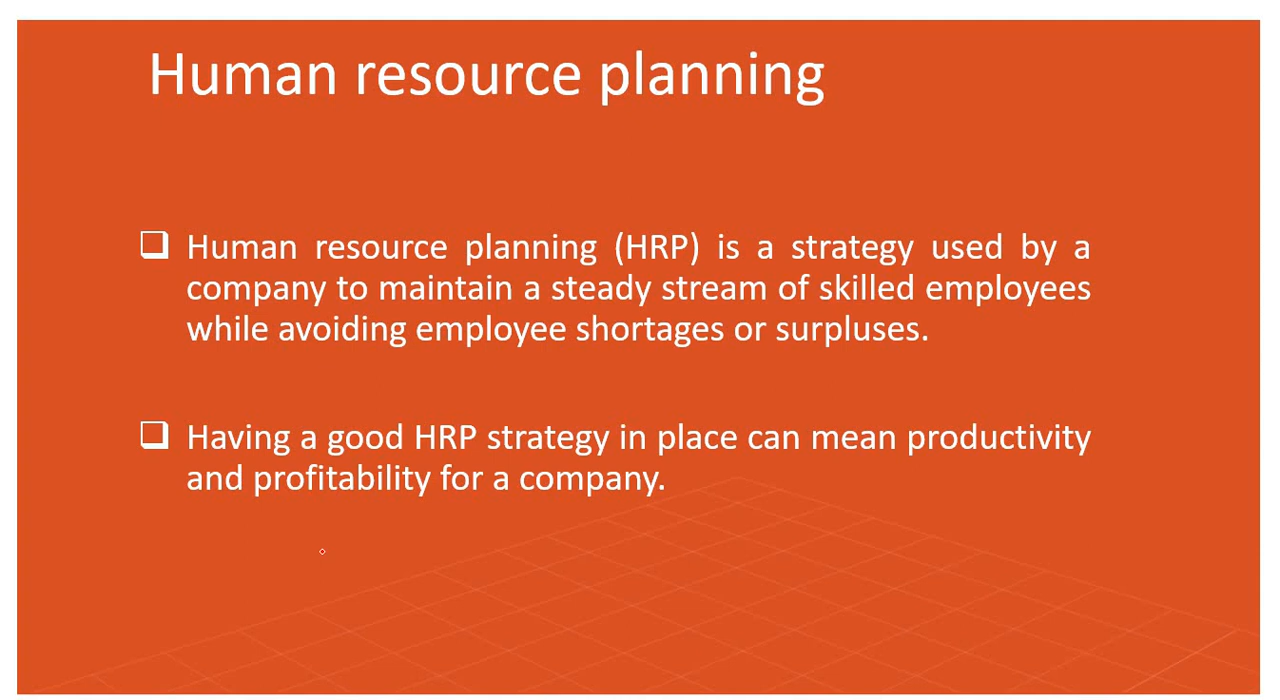 Human resource planning
Human resource planning (HRP) is a strategy used by a
company to maintain a steady stream of skilled employees
while avoiding employee shortages or surpluses.
Having a good HRP strategy in place can mean productivity
and profitability for a company.